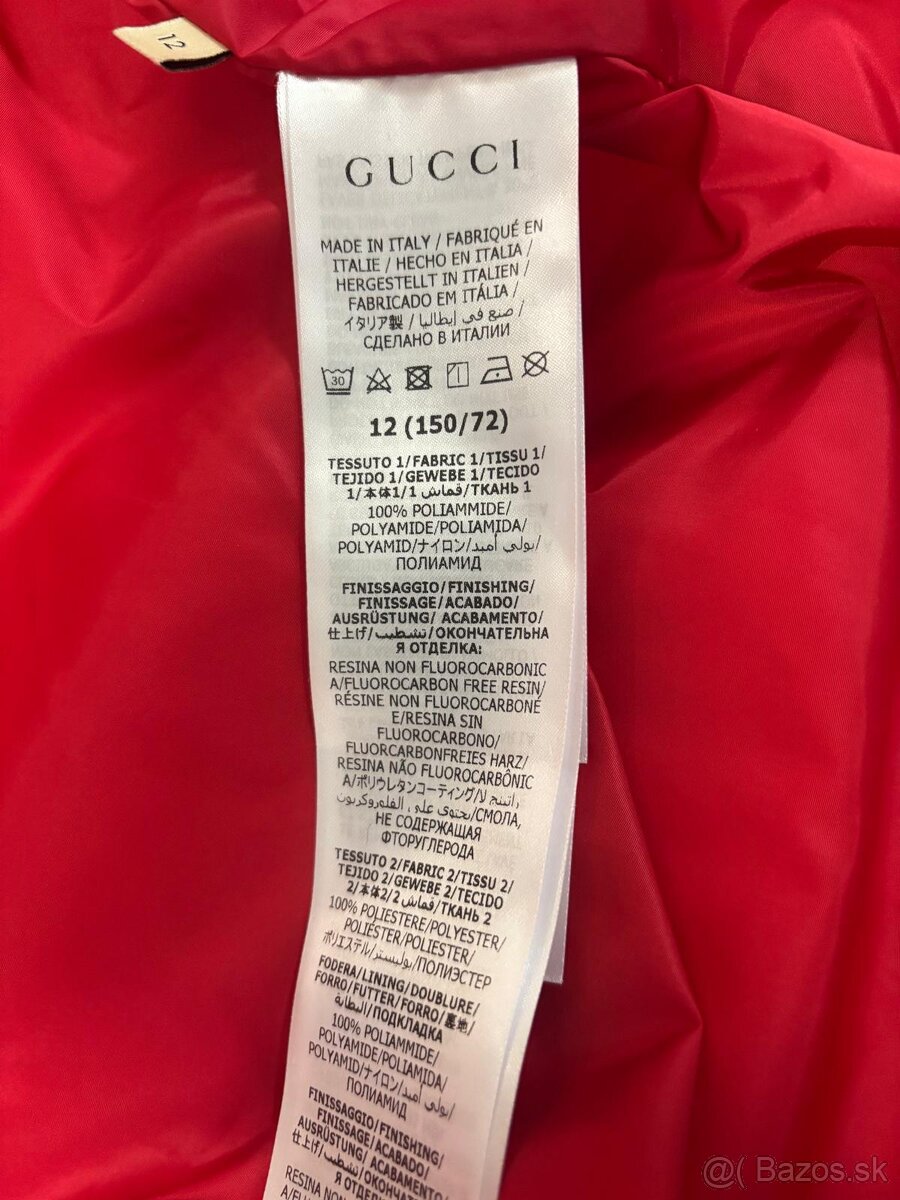 12
GUCCI
MADE IN ITALY / FABRIQUÉ EN
ITALIE / HECHO EN ITALIA /
HERGESTELLT IN ITALIEN /
FABRICADO EM ITÁLIA /
イタリア製 / صنع في إيطاليا /
СДЕЛАНО В ИТАЛИИ
30
12 (150/72)
TESSUTO 1/FABRIC 1/TISSU 1/
TEJIDO 1/GEWEBE 1/TECIDO
1/本体1/قماش 1/ТКАНЬ 1
100% POLIAMMIDE/
POLYAMIDE/POLIAMIDA/
POLYAMID/ナイロン/بولي أميد/
ПОЛИАМИД
FINISSAGGIO/FINISHING/
FINISSAGE/ACABADO/
AUSRÜSTUNG/ ACABAMENTO/
仕上げ/تشطيب/ОКОНЧАТЕЛЬНА
Я ОТДЕЛКА:
RESINA NON FLUOROCARBONIC
A/FLUOROCARBON FREE RESIN/
RÉSINE NON FLUOROCARBONÉ
E/RESINA SIN
FLUOROCARBONO/
FLUORCARBONFREIES HARZ/
RESINA NÃO FLUOROCARBÔNIC
A/ポリウレタンコーティング/راتينج لا
يحتوي على الفلوروكربون/СМОЛА,
НЕ СОДЕРЖАЩАЯ
ФТОРУГЛЕРОДА
TESSUTO 2/FABRIC 2/TISSU 2/
TEJIDO 2/GEWEBE 2/TECIDO
2/本体2/قماش 2/ТКАНЬ 2
100% POLIESTERE/POLYESTER/
POLIÉSTER/POLIESTER/
ポリエステル/بوليستر/ПОЛИЭСТЕР
FODERA/LINING/DOUBLURE/
FORRO/FUTTER/FORRO/裏地/
البطانة/ПОДКЛАДКА
100% POLIAMMIDE/
POLYAMIDE/POLIAMIDA/
POLYAMID/ナイロン/بولي أميد/
ПОЛИАМИД
FINISSAGGIO/FINISHING/
FINISSAGE/ACABADO/
AUSRÜSTUNG/ ACABAMENTO/
仕上げ/تشطيب/ОКОНЧАТЕЛЬНА
Я ОТДЕЛКА:
RESINA NON
A/FLUOR
@( Bazos.sk